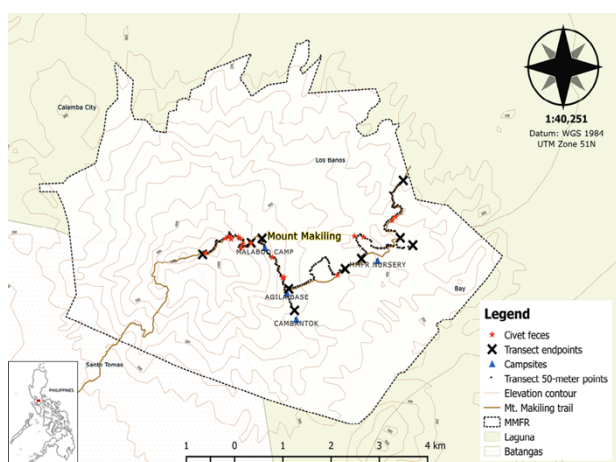 Calamba City
1:40,251
Datum: WGS 1984
UTM Zone 51N
Los Banos
Mount Makiling
MALABOO CAMP
MMFR NURSERY
AGILA BASE
Bay
CAMBANTOK
Santo Tomas
PHILIPPINES
Legend
Civet feces
Transect endpoints
Campsites
Transect 50-meter points
Elevation contour
Mt. Makiling trail
MMFR
Laguna
Batangas
1 0 1 2 3 4 km